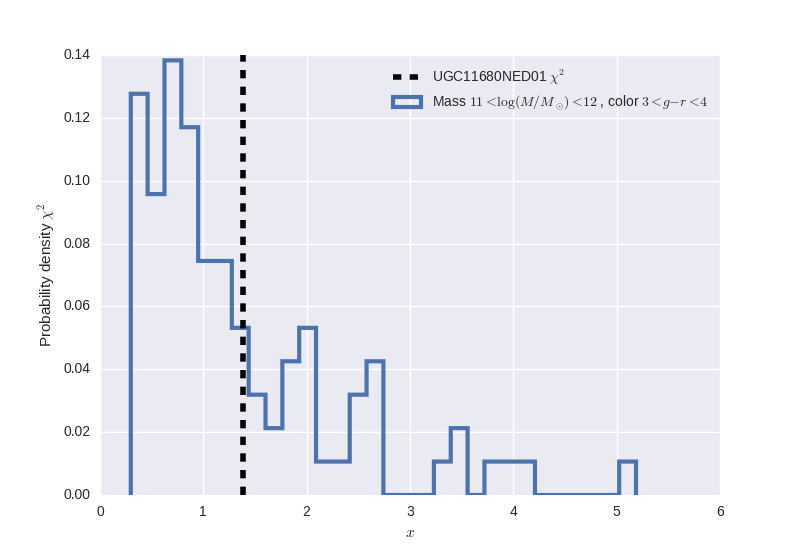 UGC11680NED01 χ²
Mass 11 < log(M/M⊙) < 12 , color 3 < g − r < 4
Probability density χ²
0.14
0.12
0.10
0.08
0.06
0.04
0.02
0.00
0 1 2 3 4 5 6
x